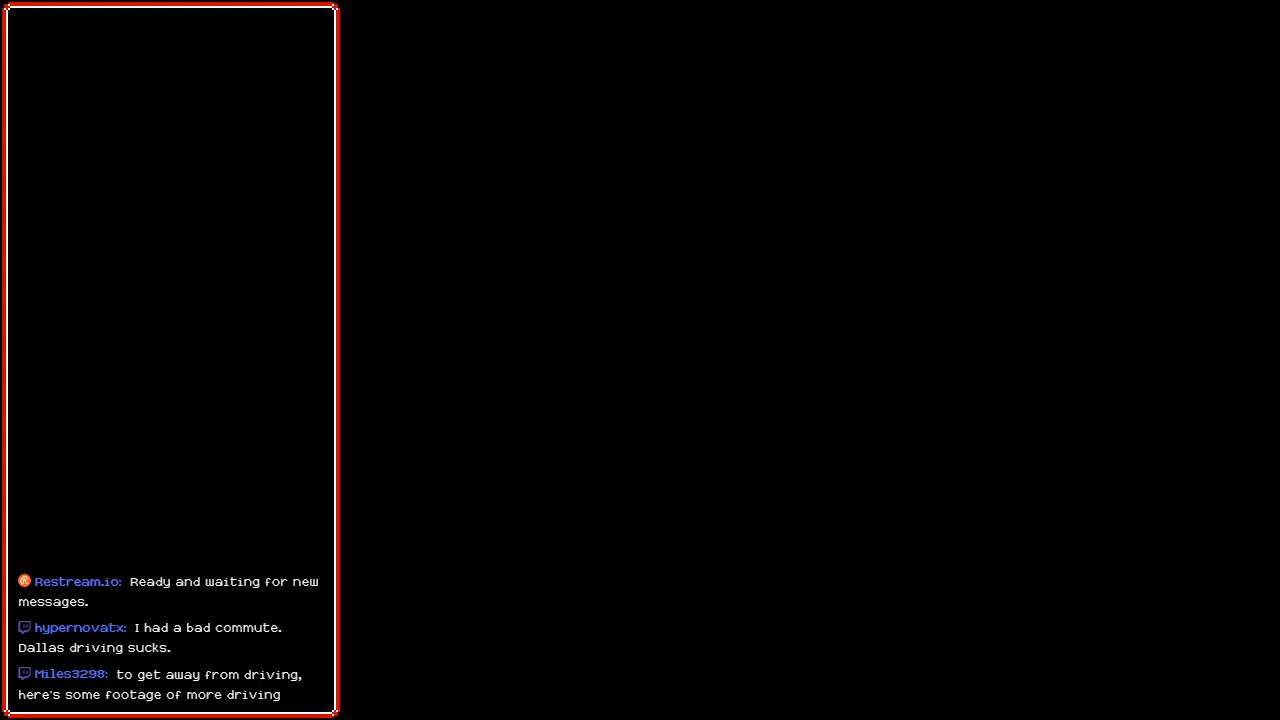 Restream.io: Ready and waiting for new
messages.
hypernovatx: I had a bad commute.
Dallas driving sucks.
Miles3298: to get away from driving,
here's some footage of more driving